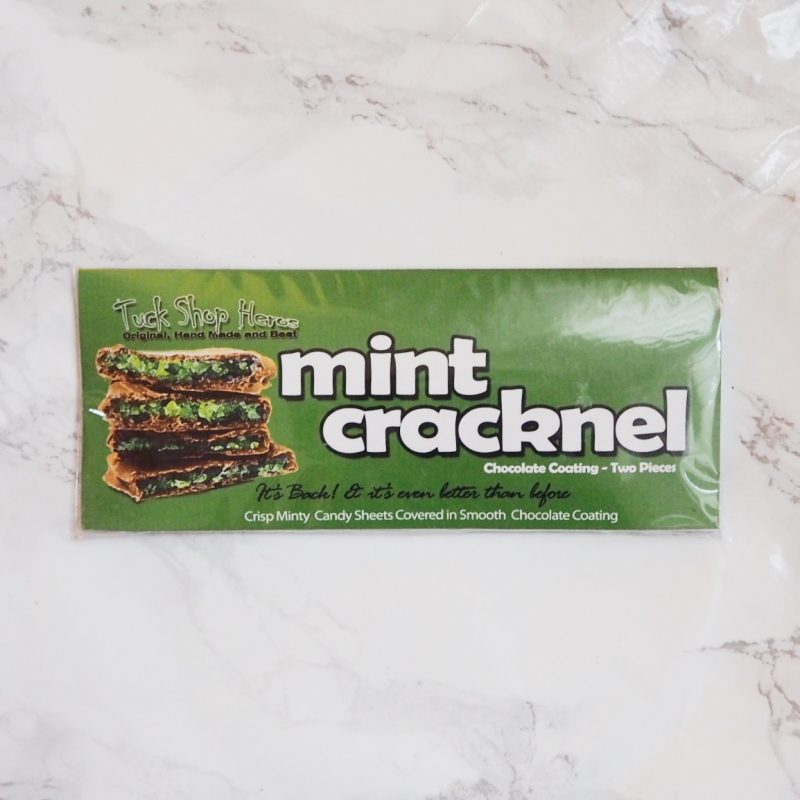 Tuck Shop Heros
Original, Hand Made and Best
mint
cracknel
Chocolate Coating - Two Pieces
It's Back! & it's even better than before
Crisp Minty Candy Sheets Covered in Smooth Chocolate Coating